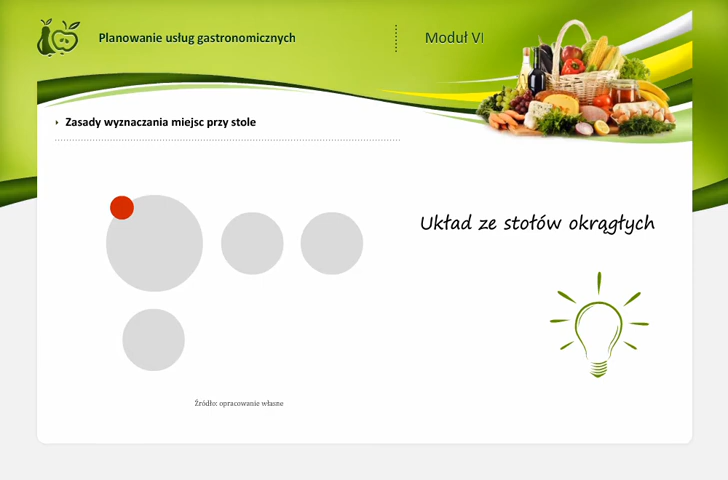 Planowanie usług gastronomicznych
Moduł VI
Zasady wyznaczania miejsc przy stole
Układ ze stołów okrągłych
Źródło: opracowanie własne